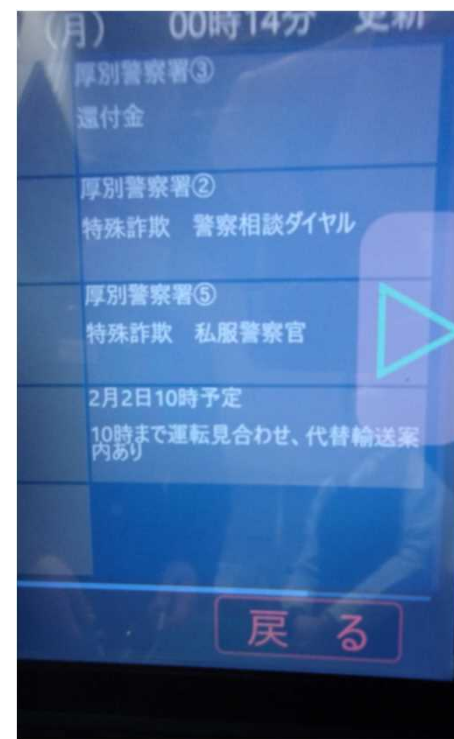 (月) 00時14分 更新
厚別警察署③
還付金
厚別警察署②
特殊詐欺 警察相談ダイヤル
厚別警察署⑤
特殊詐欺 私服警察官
2月2日10時予定
10時まで運転見合わせ、代替輸送案
内あり
戻る